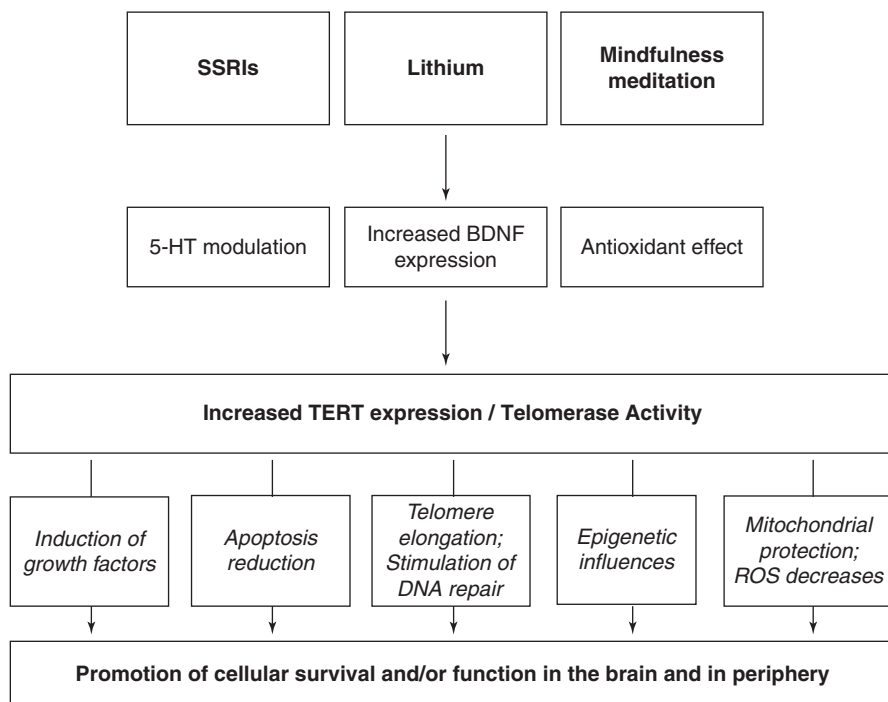 SSRIs
Lithium
Mindfulness
meditation
5-HT modulation
Increased BDNF
expression
Antioxidant effect
Increased TERT expression / Telomerase Activity
Induction of
growth factors
Apoptosis
reduction
Telomere
elongation;
Stimulation of
DNA repair
Epigenetic
influences
Mitochondrial
protection;
ROS decreases
Promotion of cellular survival and/or function in the brain and in periphery